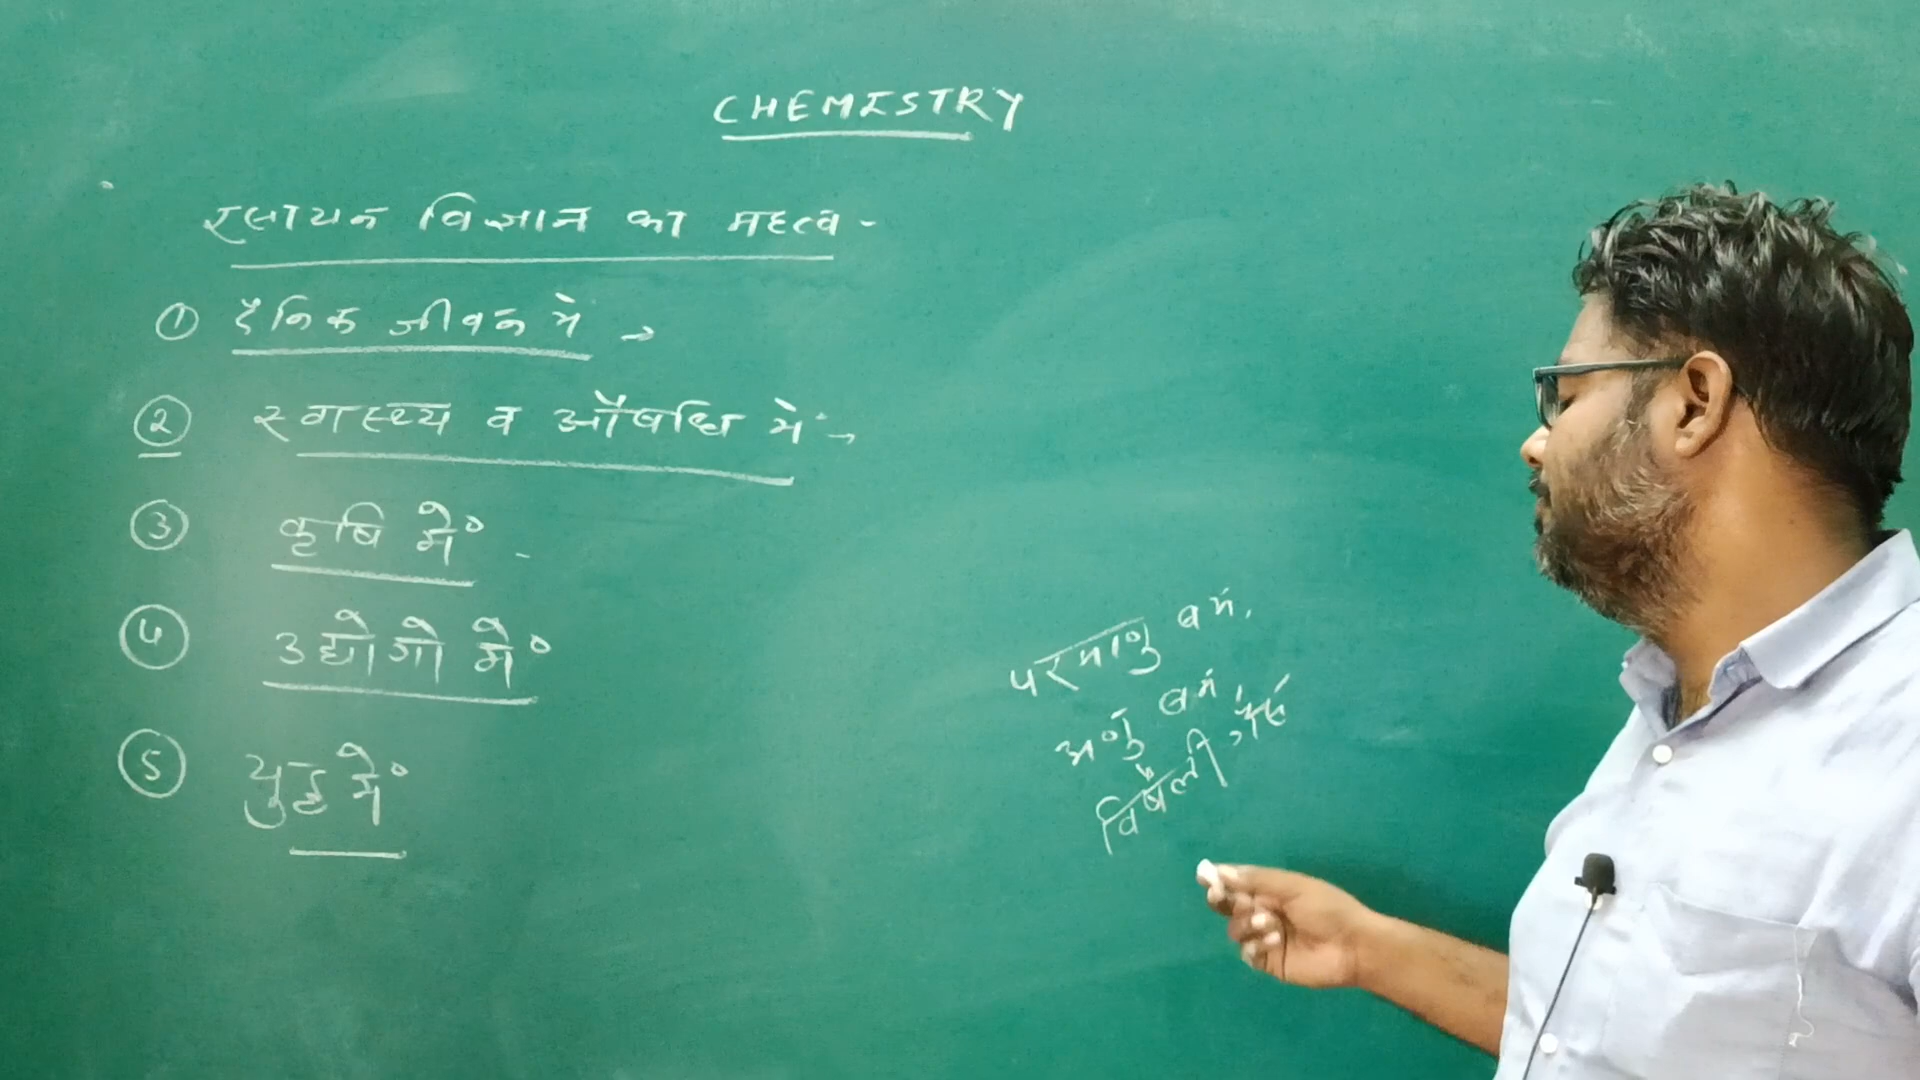 CHEMISTRY
रसायन विज्ञान का महत्व -
① दैनिक जीवन में →
② स्वास्थ्य व औषधि में →
③ कृषि में -
④ उद्योगो में
⑤ युद्ध में
परमाणु बम,
अणु बम,
विषैली गैसें